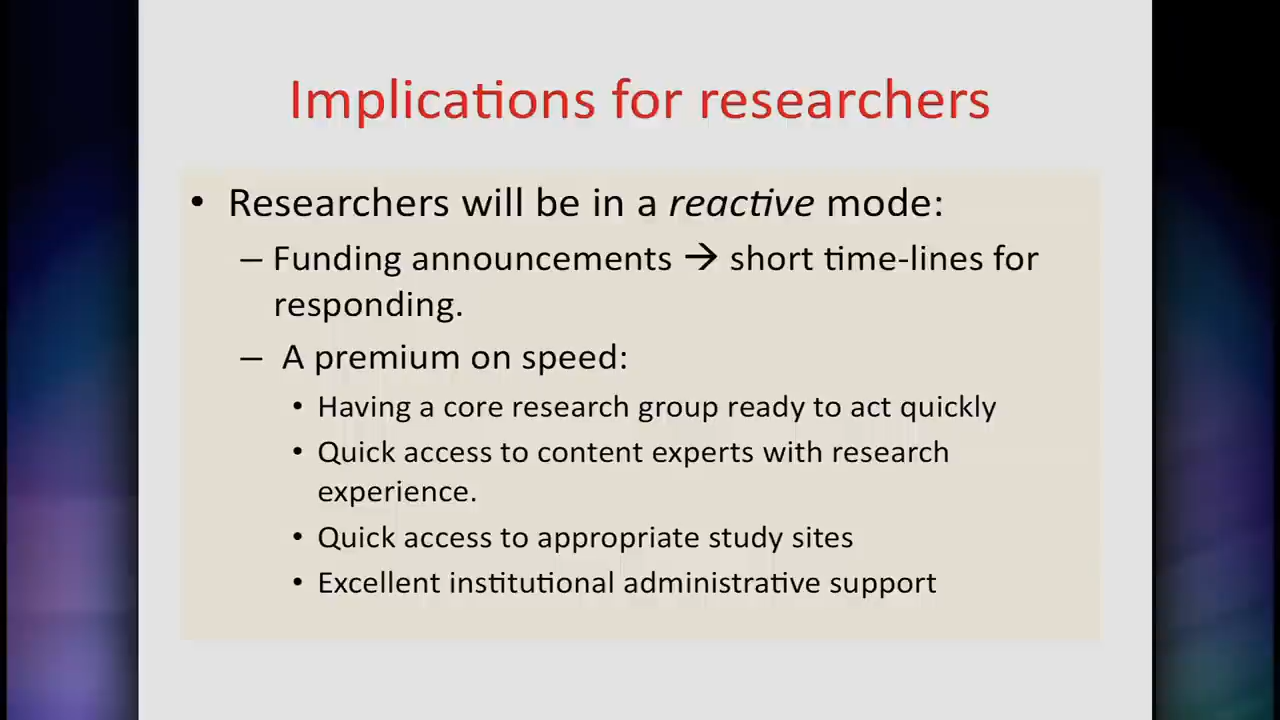 Implications for researchers
• Researchers will be in a reactive mode:
– Funding announcements → short time-lines for
responding.
– A premium on speed:
• Having a core research group ready to act quickly
• Quick access to content experts with research
experience.
• Quick access to appropriate study sites
• Excellent institutional administrative support